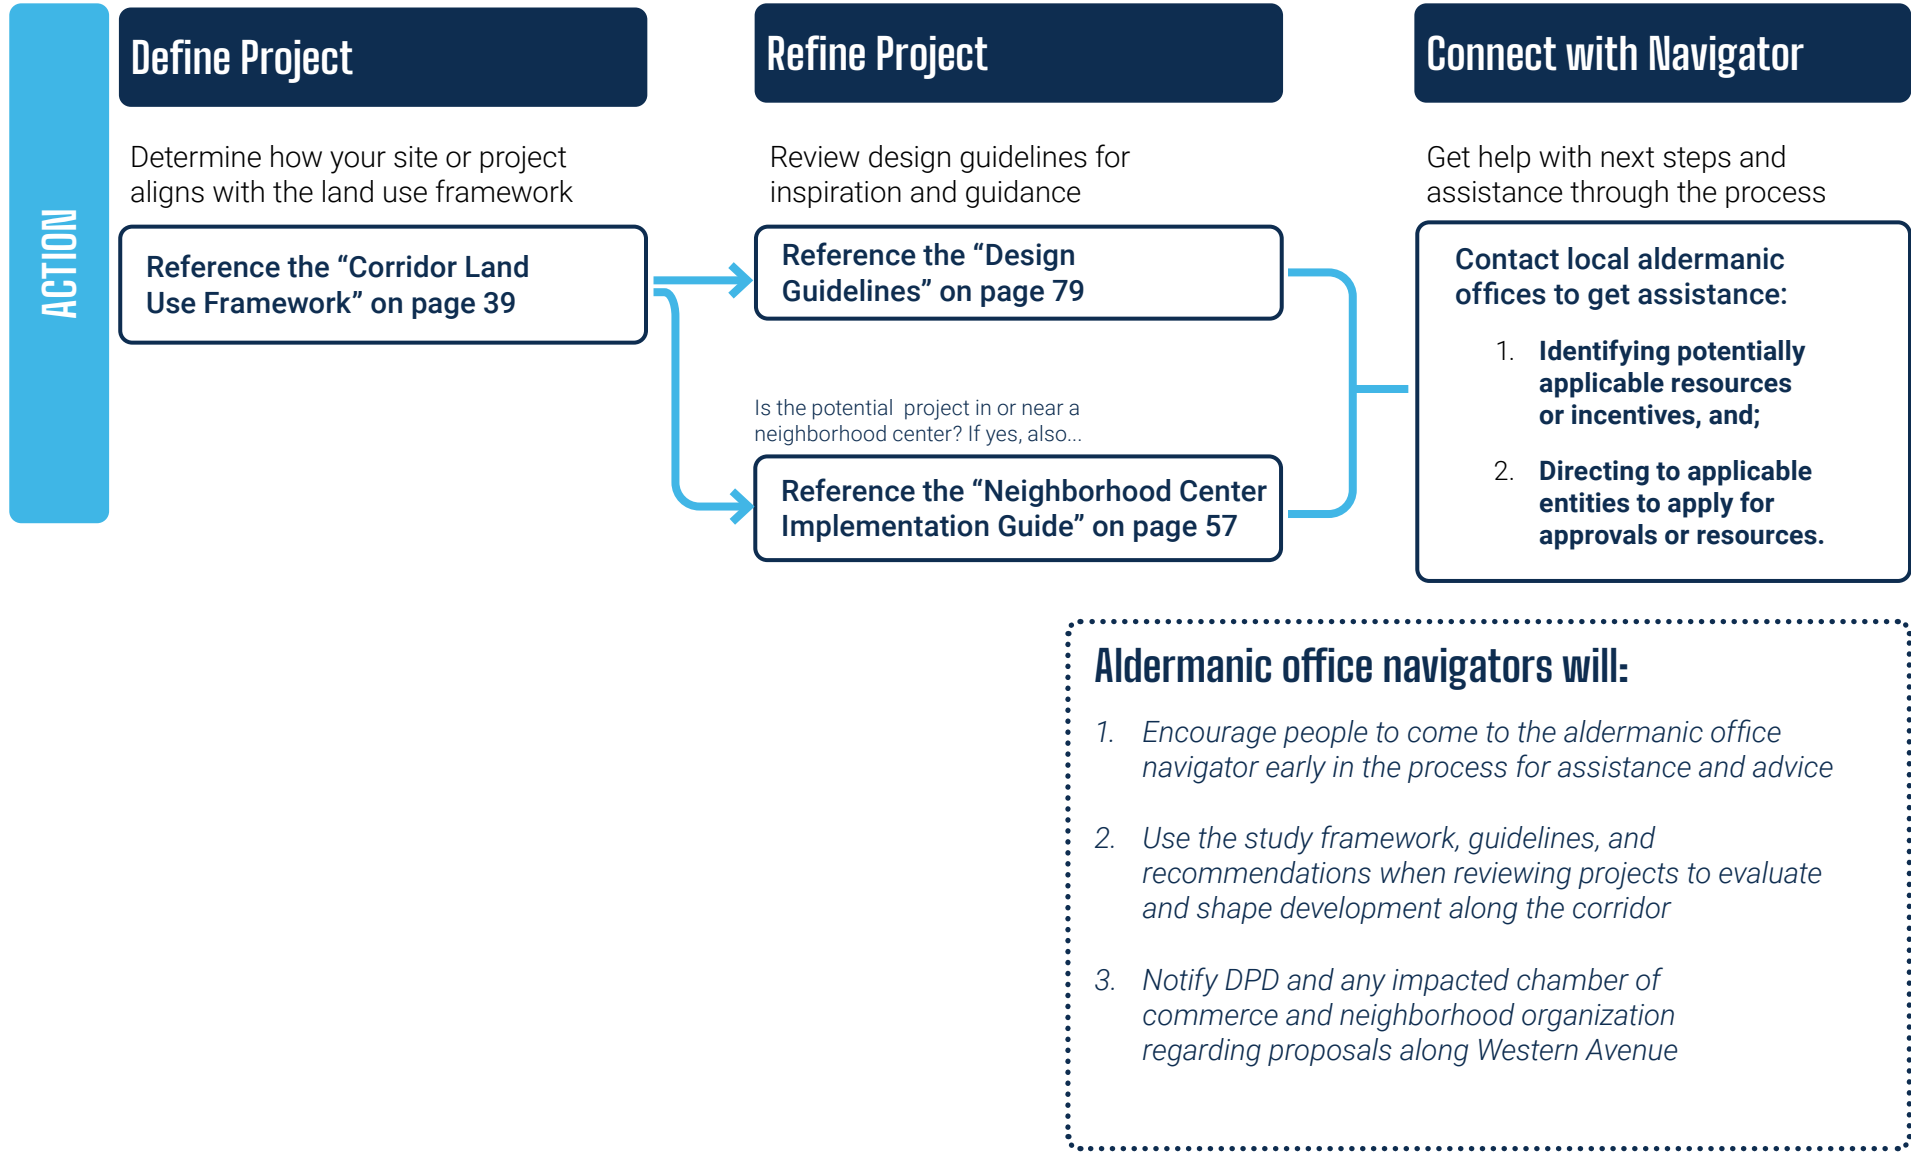 ACTION
Define Project
Determine how your site or project
aligns with the land use framework
Reference the “Corridor Land
Use Framework” on page 39
Refine Project
Review design guidelines for
inspiration and guidance
Reference the “Design
Guidelines” on page 79
Is the potential project in or near a
neighborhood center? If yes, also...
Reference the “Neighborhood Center
Implementation Guide” on page 57
Connect with Navigator
Get help with next steps and
assistance through the process
Contact local aldermanic
offices to get assistance:
1. Identifying potentially
applicable resources
or incentives, and;
2. Directing to applicable
entities to apply for
approvals or resources.
Aldermanic office navigators will:
1. Encourage people to come to the aldermanic office
navigator early in the process for assistance and advice
2. Use the study framework, guidelines, and
recommendations when reviewing projects to evaluate
and shape development along the corridor
3. Notify DPD and any impacted chamber of
commerce and neighborhood organization
regarding proposals along Western Avenue